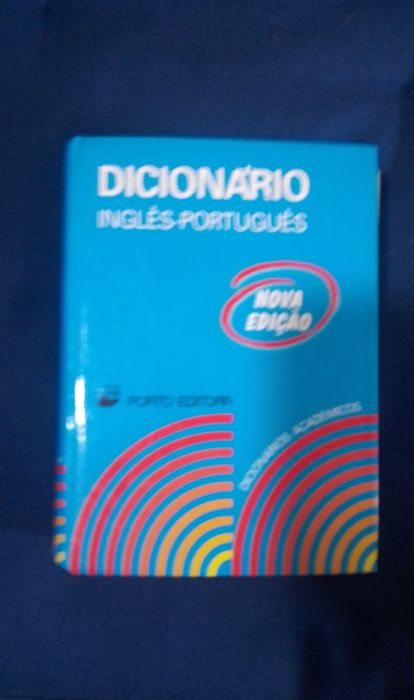 DICIONÁRIO
INGLÊS-PORTUGUÊS
NOVA
EDIÇÃO
PORTO EDITORA
DICIONÁRIOS ACADÉMICOS